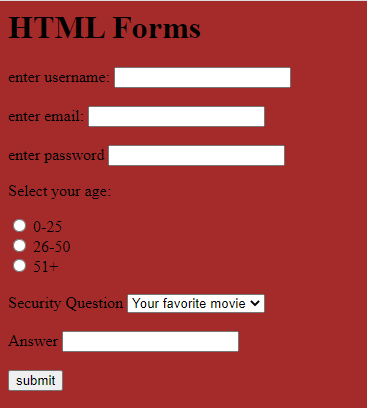 HTML Forms
enter username:
enter email:
enter password
Select your age:
0-25
26-50
51+
Security Question Your favorite movie
Answer
submit